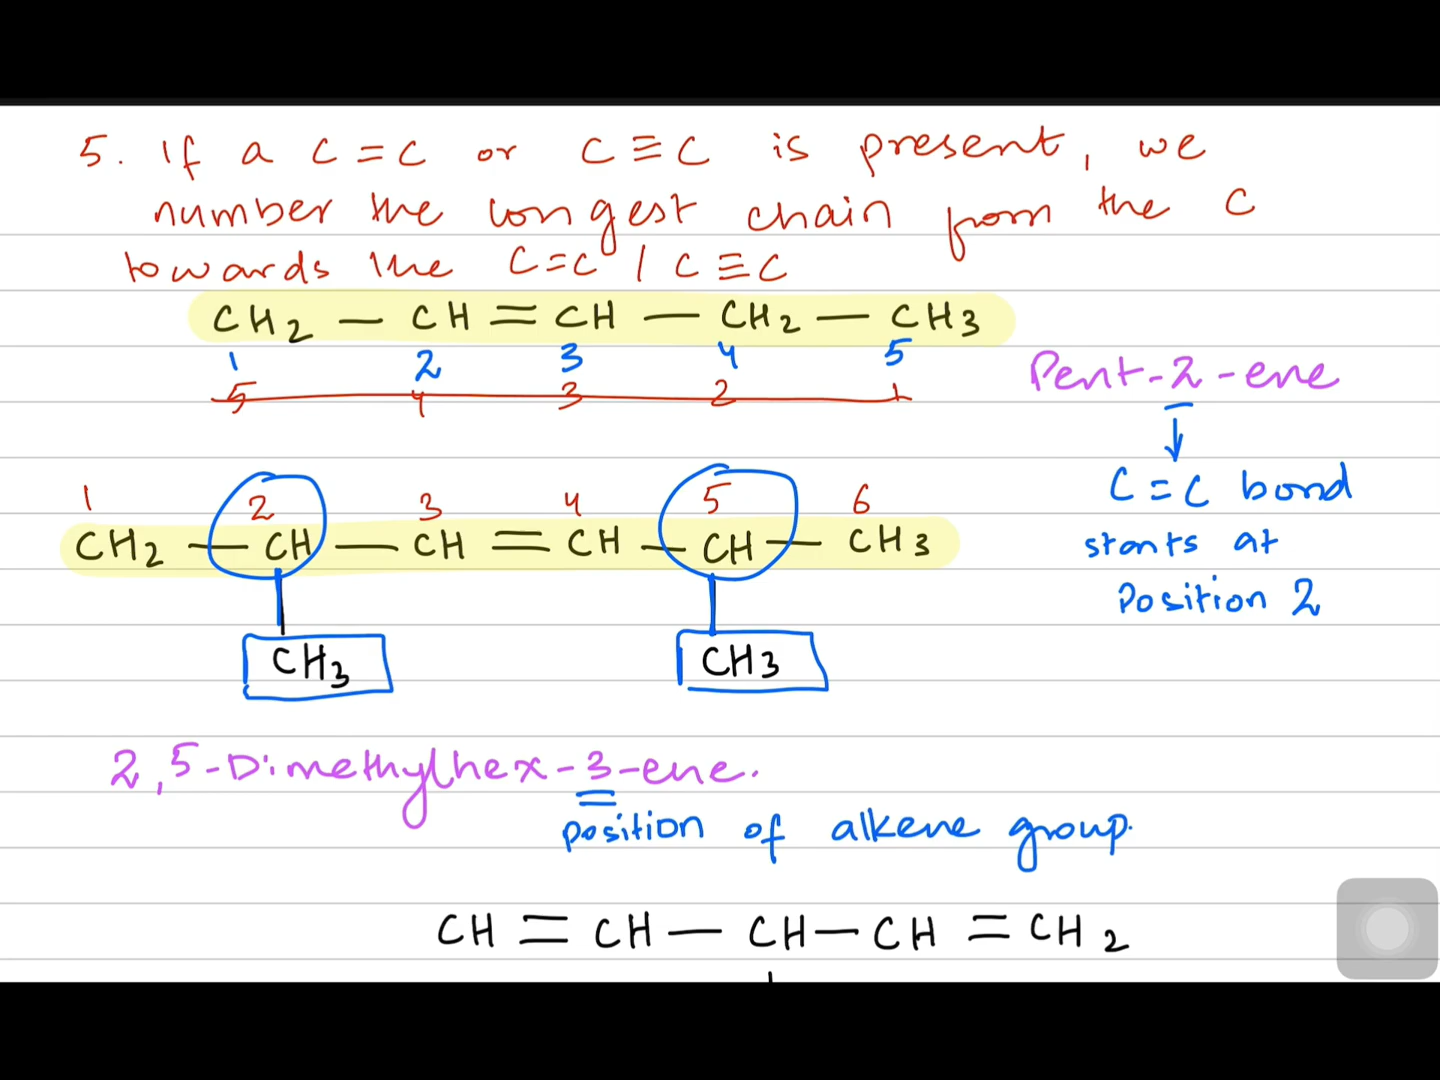 5. If a C=C or C≡C is present, we
number the longest chain from the C
towards the C=C / C≡C
CH2 — CH = CH — CH2 — CH3
1 2 3 4 5
5 4 3 2 1
Pent-2-ene
C=C bond
starts at
Position 2
1 2 3 4 5 6
CH2 — CH — CH = CH — CH — CH3
CH3 CH3
2,5-Dimethylhex-3-ene.
position of alkene group.
CH = CH — CH — CH = CH2